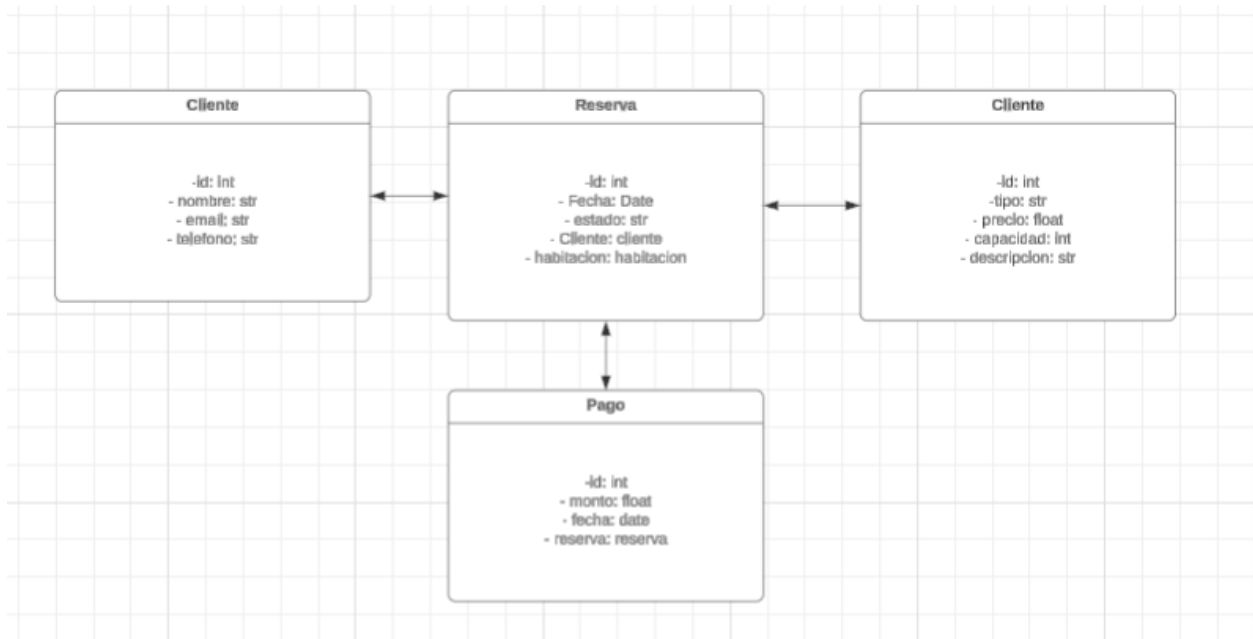 Cliente
-id: int
- nombre: str
- email: str
- telefono: str
Reserva
-id: int
- Fecha: Date
- estado: str
- Cliente: cliente
- habitacion: habitacion
Cliente
-id: int
-tipo: str
- precio: float
- capacidad: int
- descripcion: str
Pago
-id: int
- monto: float
- fecha: date
- reserva: reserva